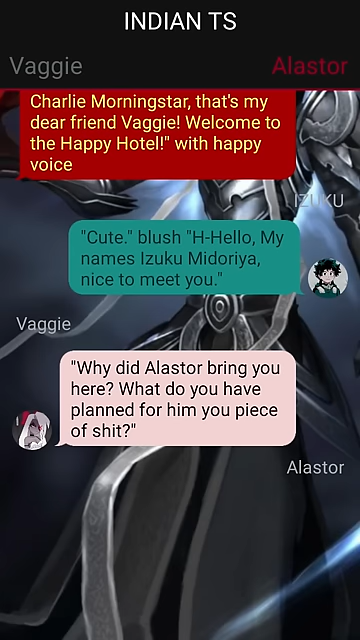 INDIAN TS
Vaggie
Alastor
Charlie Morningstar, that's my
dear friend Vaggie! Welcome to
the Happy Hotel!" with happy
voice
IZUKU
"Cute." blush "H-Hello, My
names Izuku Midoriya,
nice to meet you."
Vaggie
"Why did Alastor bring you
here? What do you have
planned for him you piece
of shit?"
Alastor